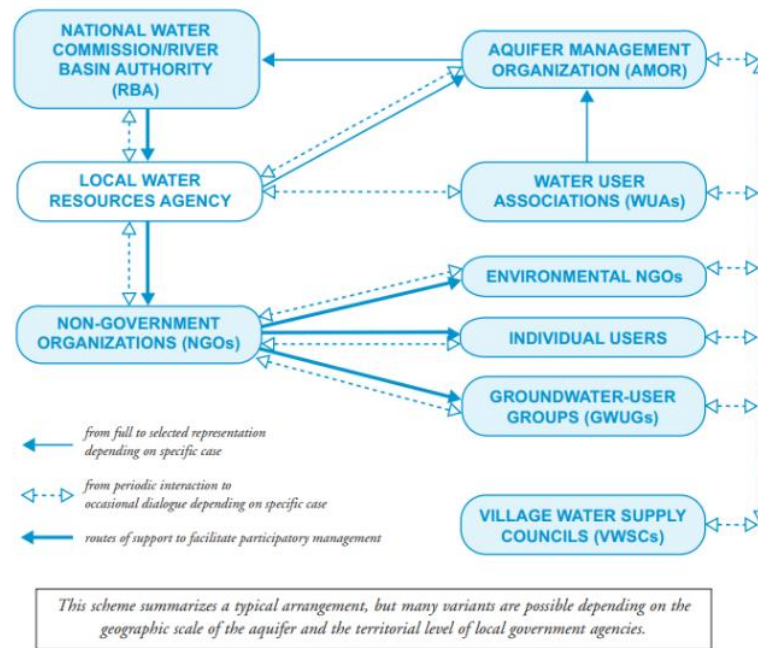 NATIONAL WATER
COMMISSION/RIVER
BASIN AUTHORITY
(RBA)
AQUIFER MANAGEMENT
ORGANIZATION (AMOR)
LOCAL WATER
RESOURCES AGENCY
WATER USER
ASSOCIATIONS (WUAs)
ENVIRONMENTAL NGOs
NON-GOVERNMENT
ORGANIZATIONS (NGOs)
INDIVIDUAL USERS
GROUNDWATER-USER
GROUPS (GWUGs)
VILLAGE WATER SUPPLY
COUNCILS (VWSCs)
from full to selected representation
depending on specific case
from periodic interaction to
occasional dialogue depending on specific case
routes of support to facilitate participatory management
This scheme summarizes a typical arrangement, but many variants are possible depending on the
geographic scale of the aquifer and the territorial level of local government agencies.